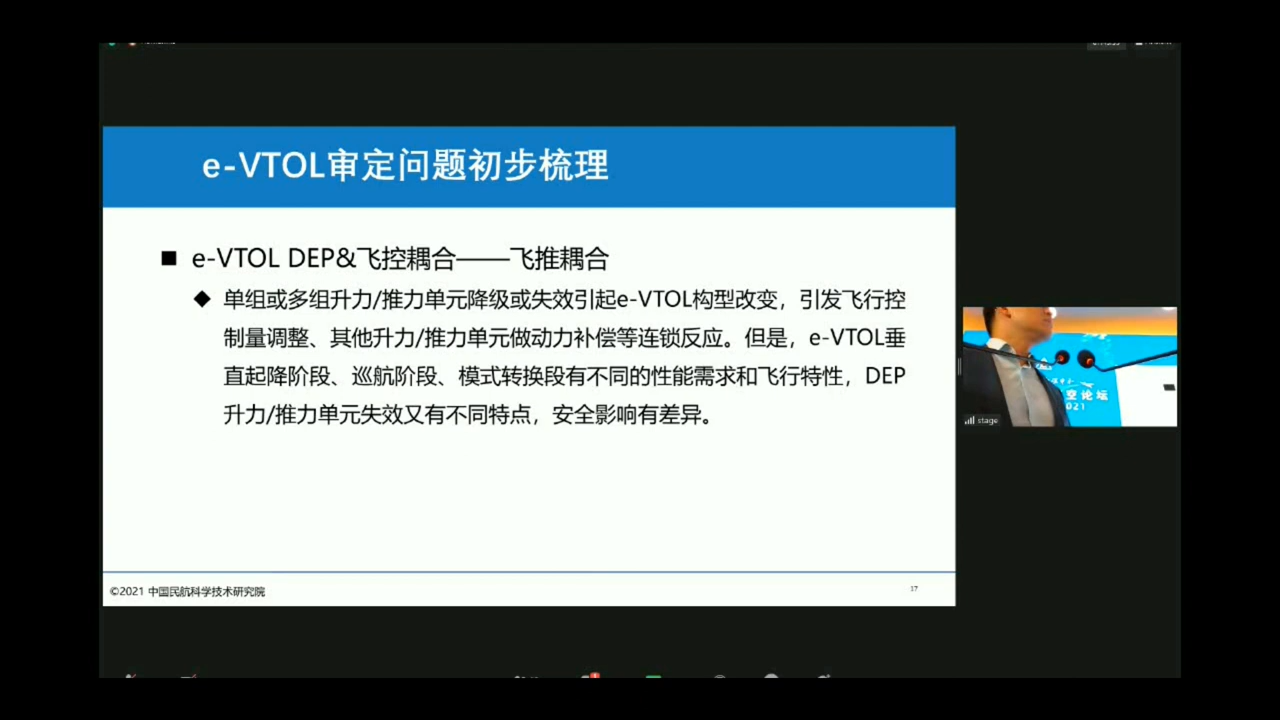 e-VTOL审定问题初步梳理
e-VTOL DEP&飞控耦合——飞推耦合
单组或多组升力/推力单元降级或失效引起e-VTOL构型改变，引发飞行控
制量调整、其他升力/推力单元做动力补偿等连锁反应。但是，e-VTOL垂
直起降阶段、巡航阶段、模式转换段有不同的性能需求和飞行特性，DEP
升力/推力单元失效又有不同特点，安全影响有差异。
©2021 中国民航科学技术研究院
17
空论坛
021
stage